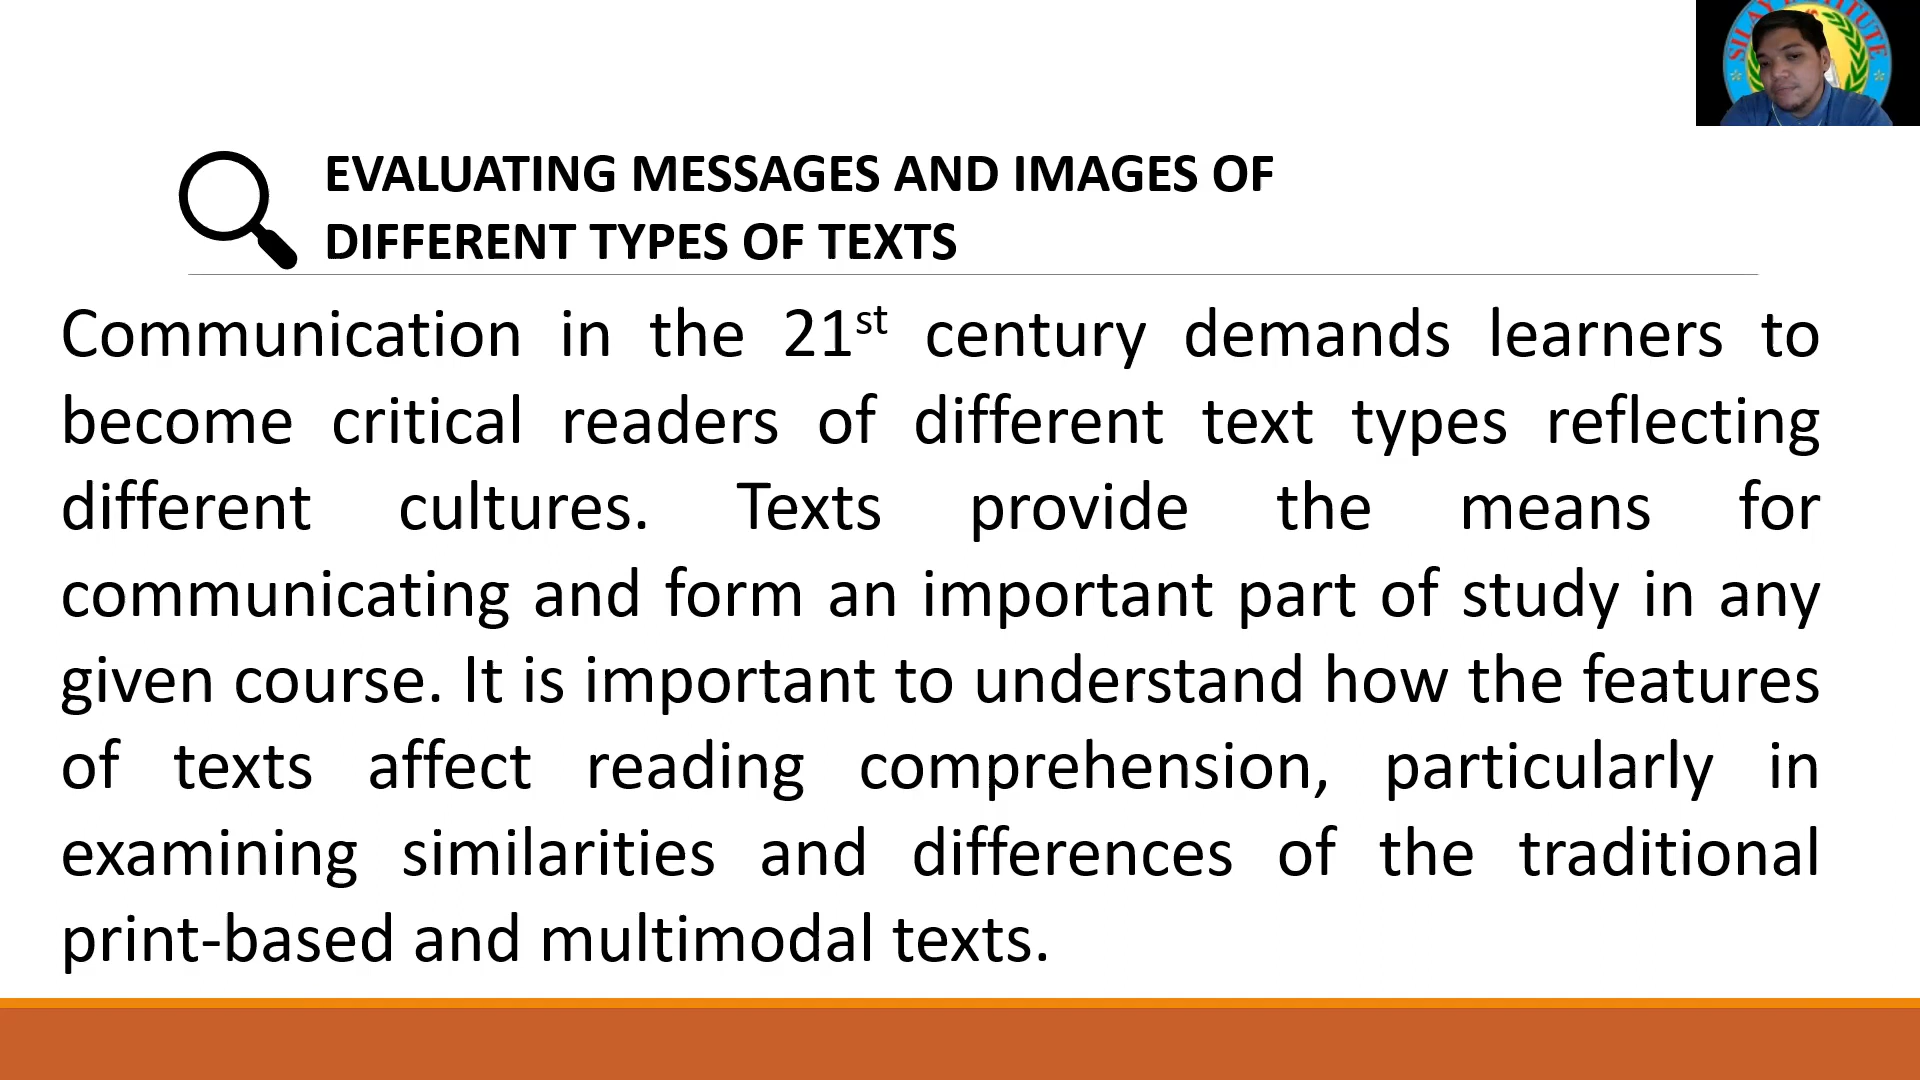 EVALUATING MESSAGES AND IMAGES OF
DIFFERENT TYPES OF TEXTS
Communication in the 21st century demands learners to
become critical readers of different text types reflecting
different cultures. Texts provide the means for
communicating and form an important part of study in any
given course. It is important to understand how the features
of texts affect reading comprehension, particularly in
examining similarities and differences of the traditional
print-based and multimodal texts.